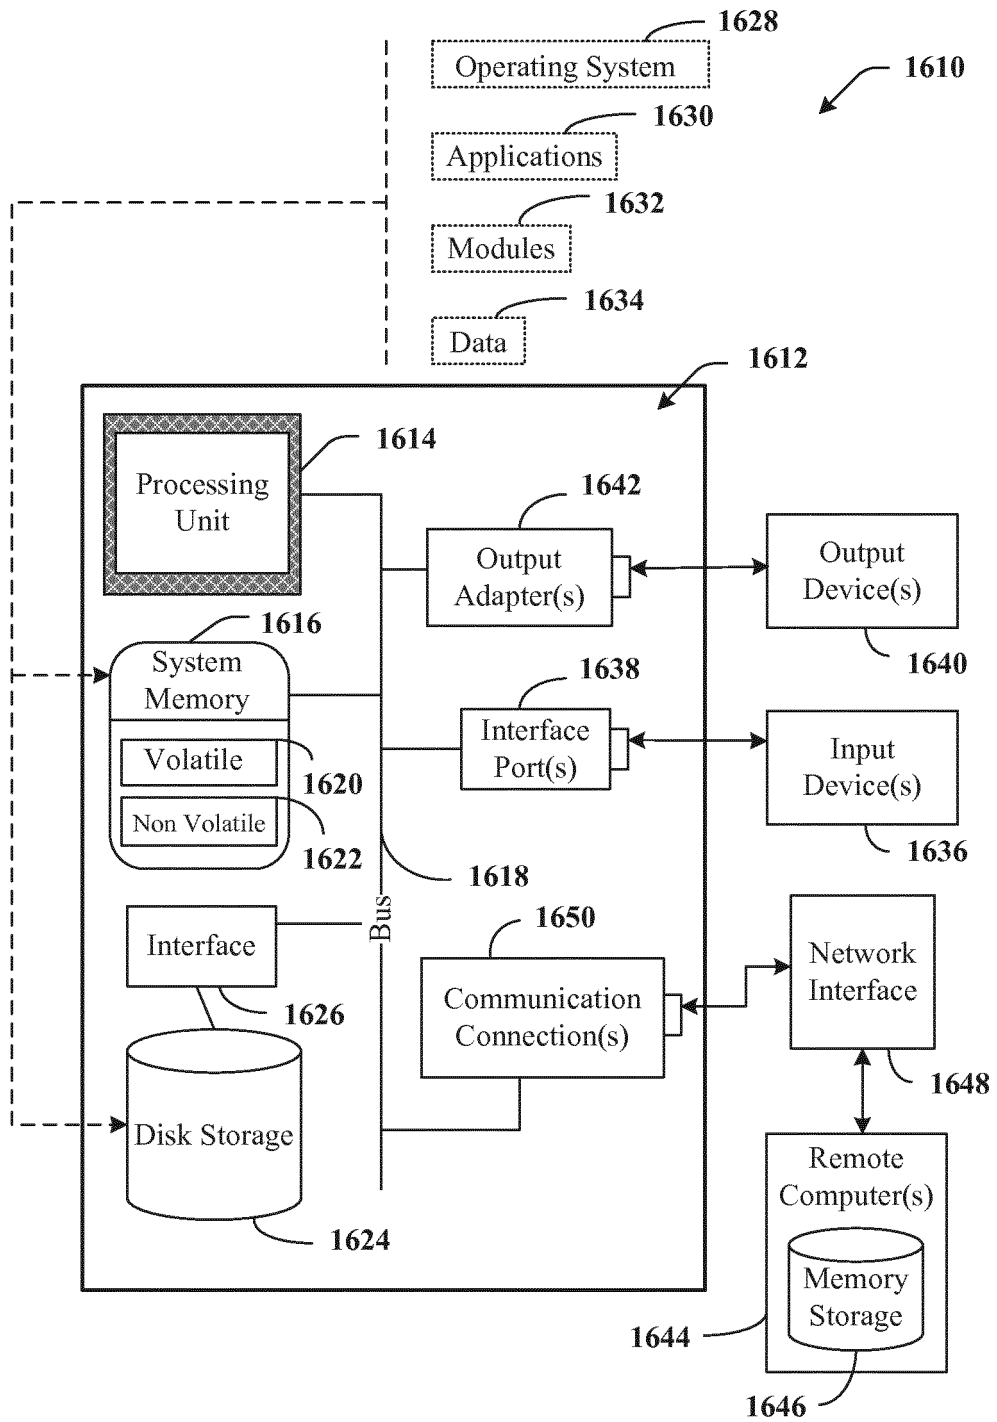 1628
Operating System
1610
1630
Applications
1632
Modules
1634
Data
1612
1614
Processing
Unit
1642
Output
Adapter(s)
Output
Device(s)
1640
1616
System
Memory
Volatile
1620
Non Volatile
1622
1638
Interface
Port(s)
Input
Device(s)
1636
1618
Bus
Interface
1626
1650
Communication
Connection(s)
Network
Interface
1648
Disk Storage
1624
Remote
Computer(s)
Memory
Storage
1644
1646